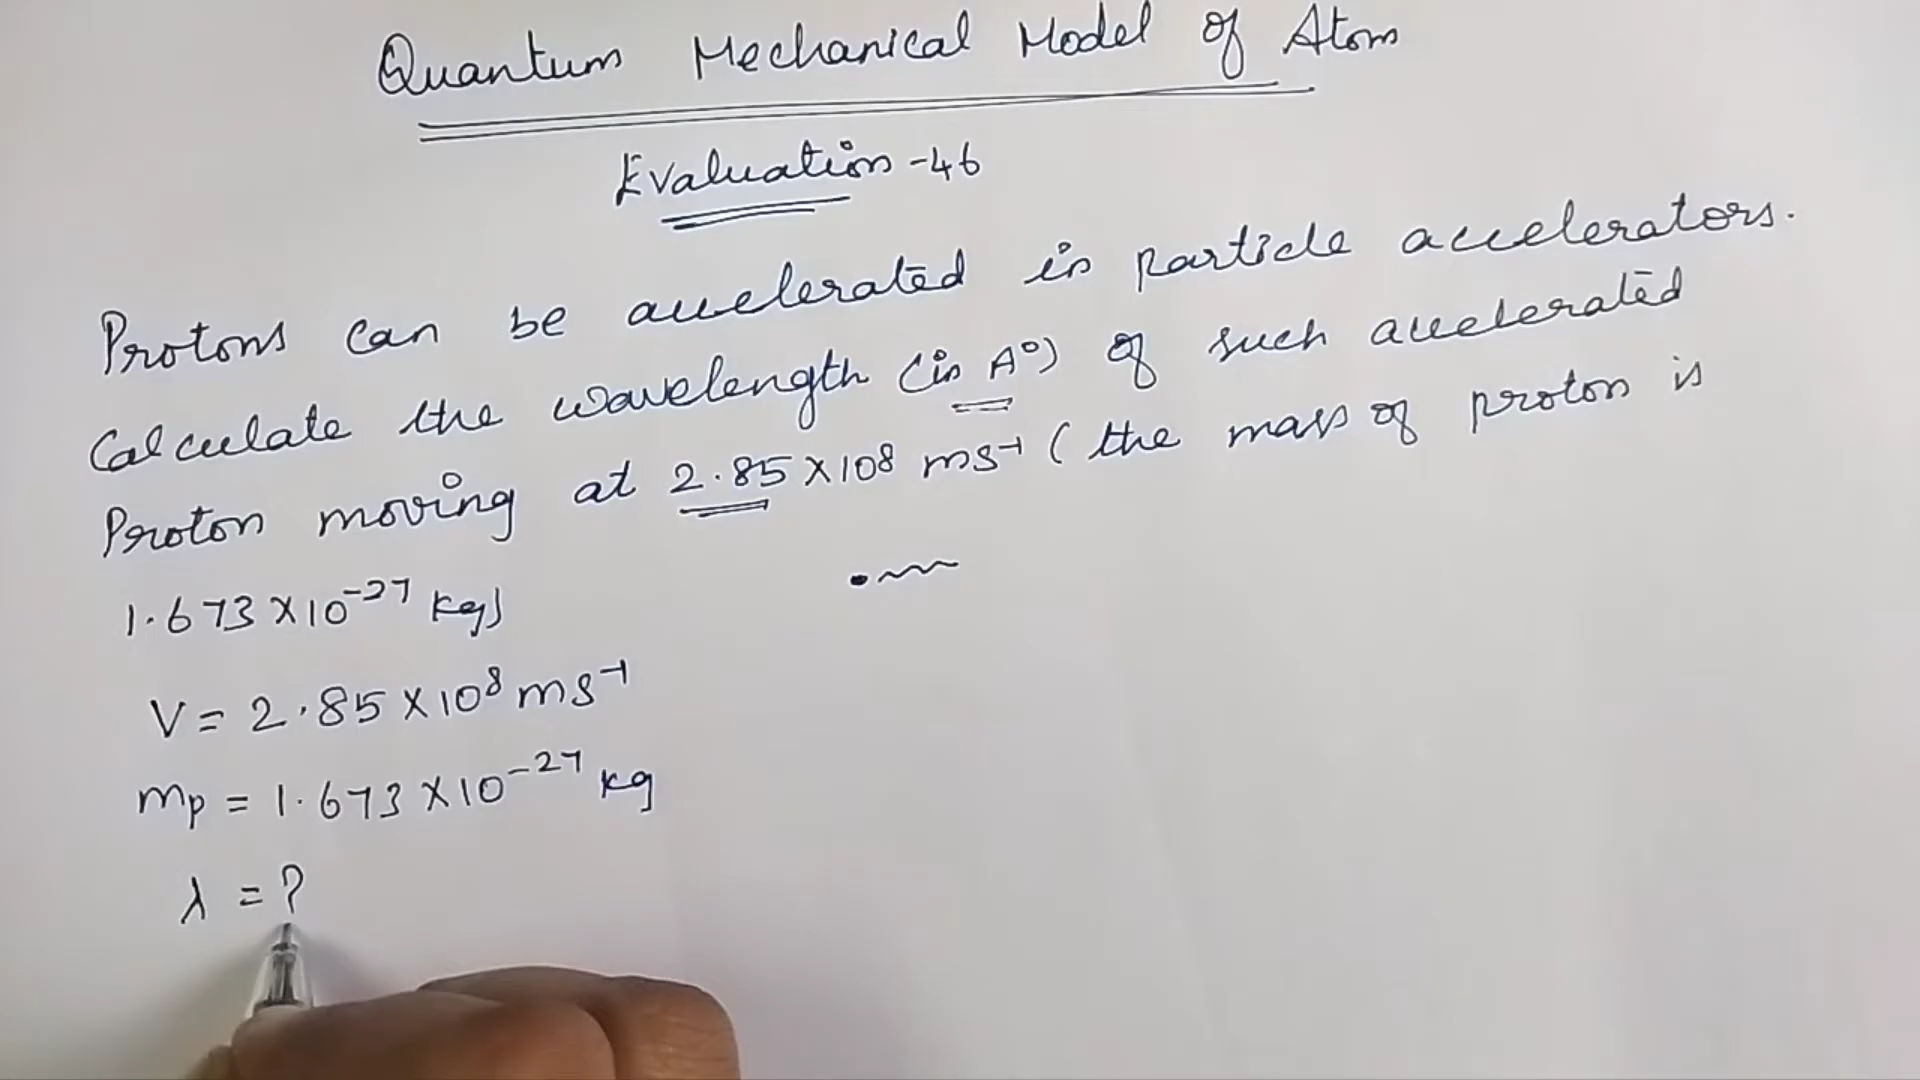 Quantum Mechanical Model of Atom
Evaluation-46
Protons can be accelerated in particle accelerators.
Calculate the wavelength (in A°) of such accelerated
Proton moving at 2.85×10⁸ ms⁻¹ (the mass of proton is
1.673×10⁻²⁷ kg)
V = 2.85×10⁸ ms⁻¹
mp = 1.673×10⁻²⁷ kg
λ = ?